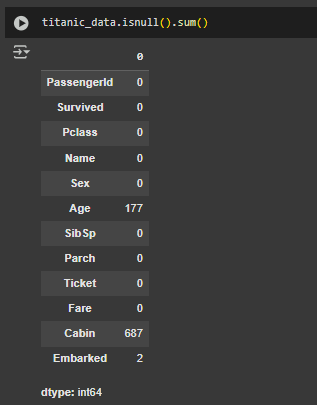 titanic_data.isnull().sum()
0
PassengerId 0
Survived 0
Pclass 0
Name 0
Sex 0
Age 177
SibSp 0
Parch 0
Ticket 0
Fare 0
Cabin 687
Embarked 2
dtype: int64